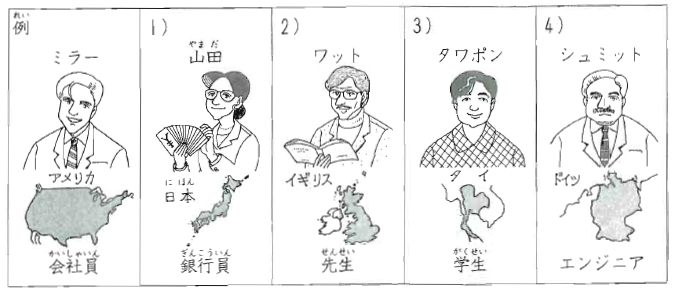 れい
例
ミラー
アメリカ
かいしゃいん
会社員
1)
やまだ
山田
にほん
日本
ぎんこういん
銀行員
2)
ワット
イギリス
せんせい
先生
3)
タワポン
タイ
がくせい
学生
4)
シュミット
ドイツ
エンジニア